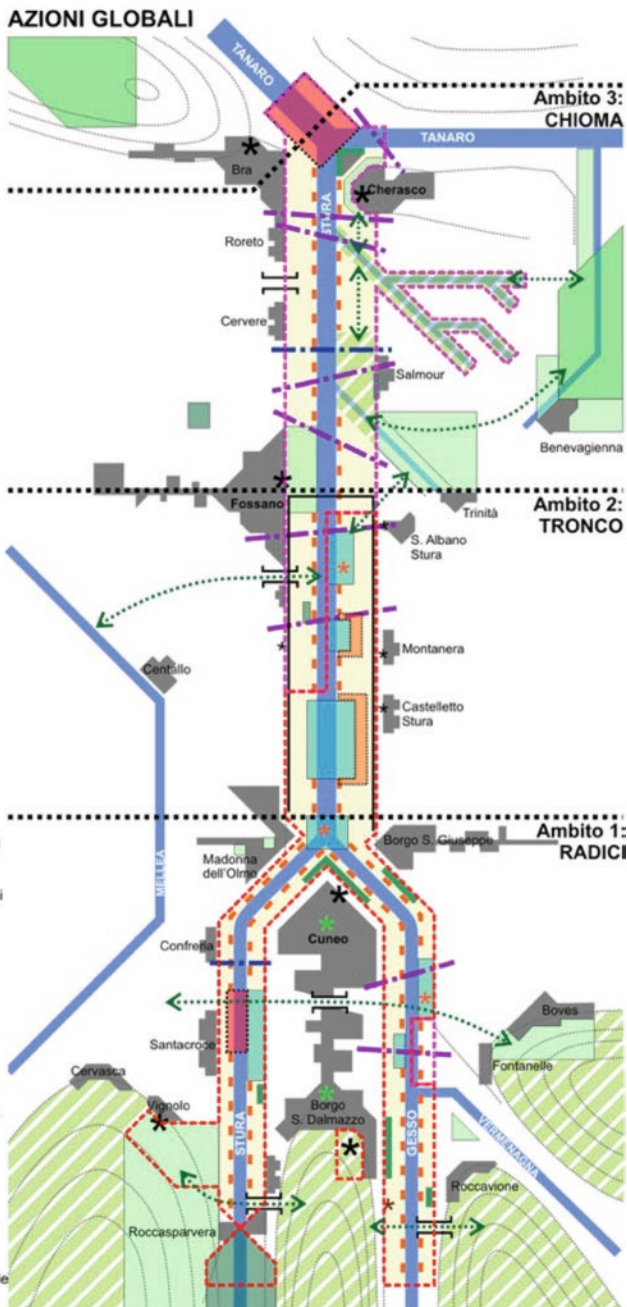 AZIONI GLOBALI
TANARO
Ambito 3:
CHIOMA
TANARO
Bra
Cherasco
STURA
Roreto
Cervere
Salmour
Benevagienna
Fossano
Trinità
Ambito 2:
TRONCO
S. Albano
Stura
Montanera
Centallo
Castelletto
Stura
Ambito 1:
RADICI
Madonna
dell'Olmo
Borgo S. Giuseppe
MELLEA
Cuneo
Confreria
Boves
Santacroce
Fontanelle
Cervasca
Vignolo
Borgo
S. Dalmazzo
STURA
GESSO
VERMENAGNA
Roccavione
Roccasparvera